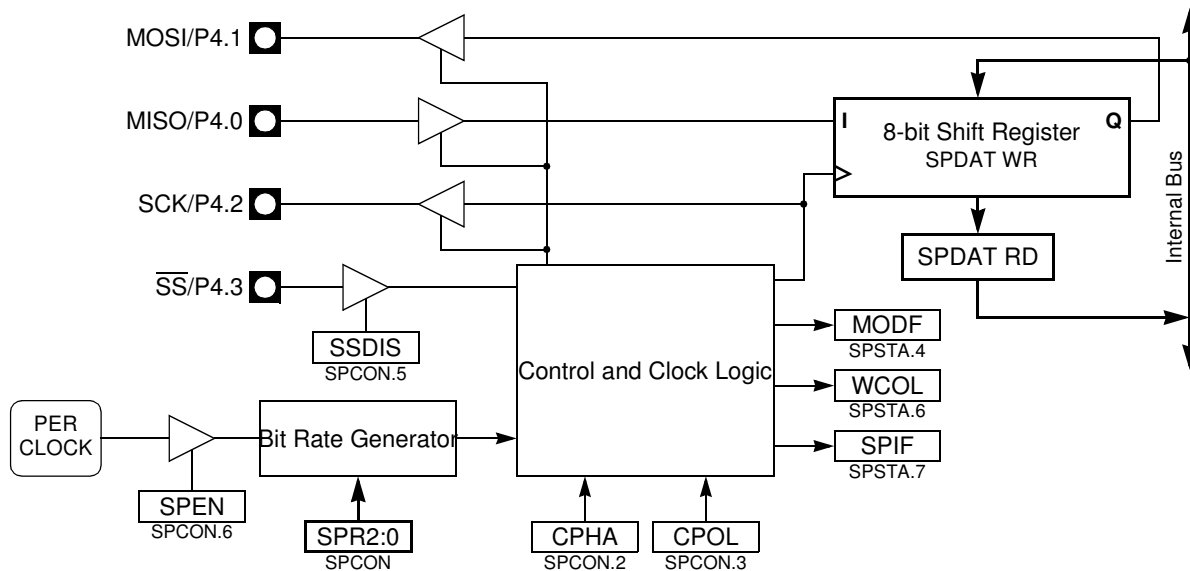 MOSI/P4.1
MISO/P4.0
I
8-bit Shift Register
Q
SPDAT WR
Internal Bus
SCK/P4.2
SPDAT RD
S̅S̅/P4.3
MODF
SPSTA.4
SSDIS
SPCON.5
Control and Clock Logic
WCOL
SPSTA.6
PER
CLOCK
Bit Rate Generator
SPIF
SPSTA.7
SPEN
SPCON.6
SPR2:0
SPCON
CPHA
SPCON.2
CPOL
SPCON.3